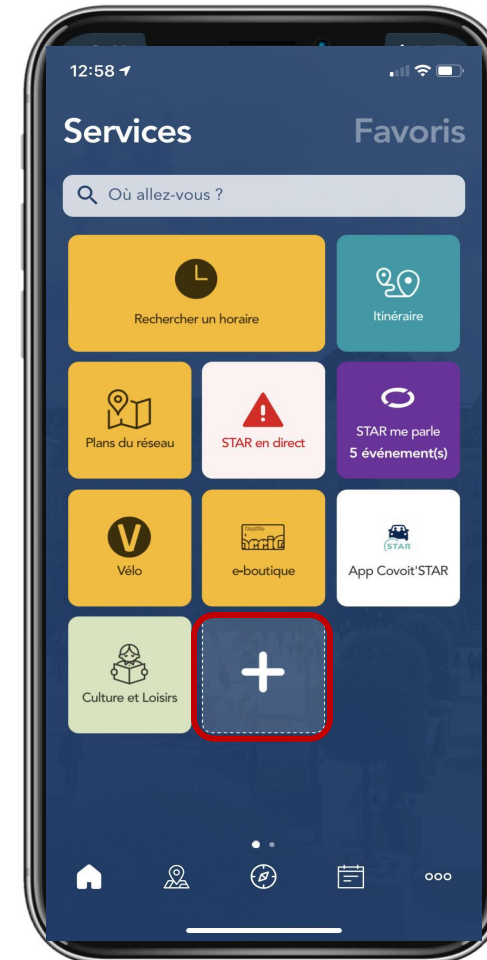 12:58
Services
Favoris
Où allez-vous ?
Rechercher un horaire
Itinéraire
Plans du réseau
STAR en direct
STAR me parle
5 événement(s)
V
Vélo
e-boutique
STAR
App Covoit'STAR
Culture et Loisirs